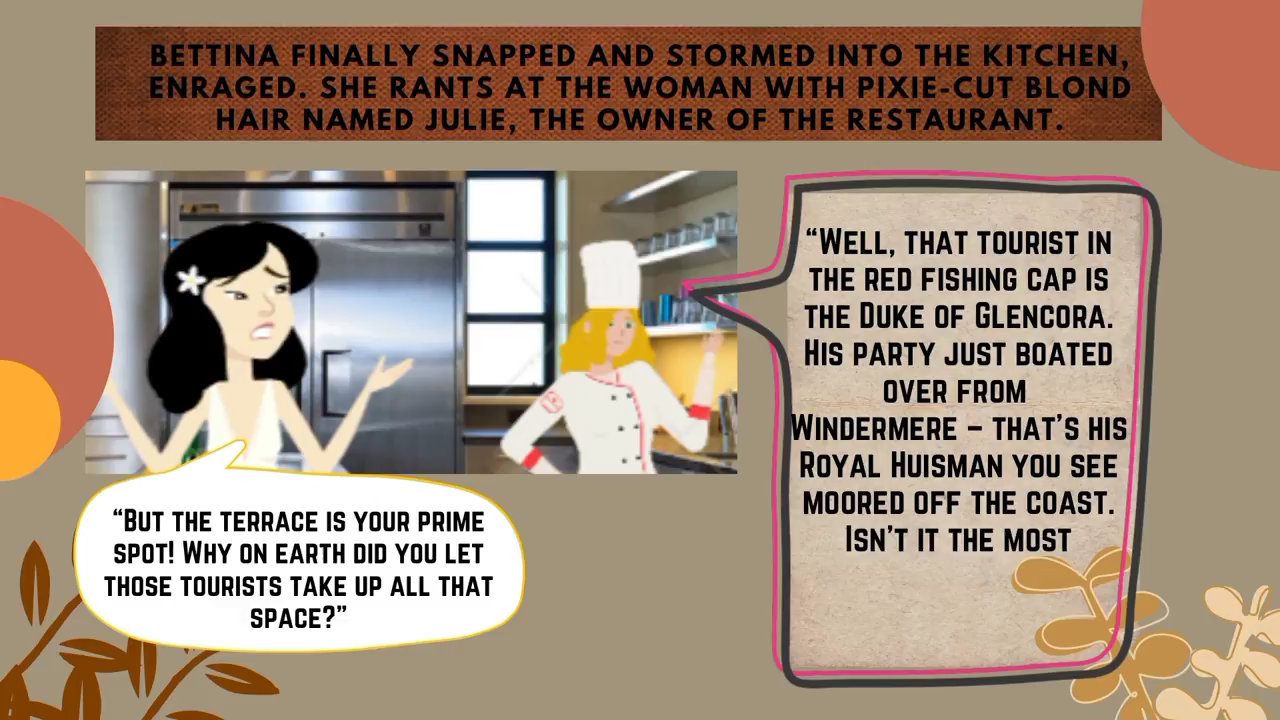 BETTINA FINALLY SNAPPED AND STORMED INTO THE KITCHEN,
ENRAGED. SHE RANTS AT THE WOMAN WITH PIXIE-CUT BLOND
HAIR NAMED JULIE, THE OWNER OF THE RESTAURANT.
“BUT THE TERRACE IS YOUR PRIME
SPOT! WHY ON EARTH DID YOU LET
THOSE TOURISTS TAKE UP ALL THAT
SPACE?”
“WELL, THAT TOURIST IN
THE RED FISHING CAP IS
THE DUKE OF GLENCORA.
HIS PARTY JUST BOATED
OVER FROM
WINDERMERE – THAT’S HIS
ROYAL HUISMAN YOU SEE
MOORED OFF THE COAST.
ISN’T IT THE MOST